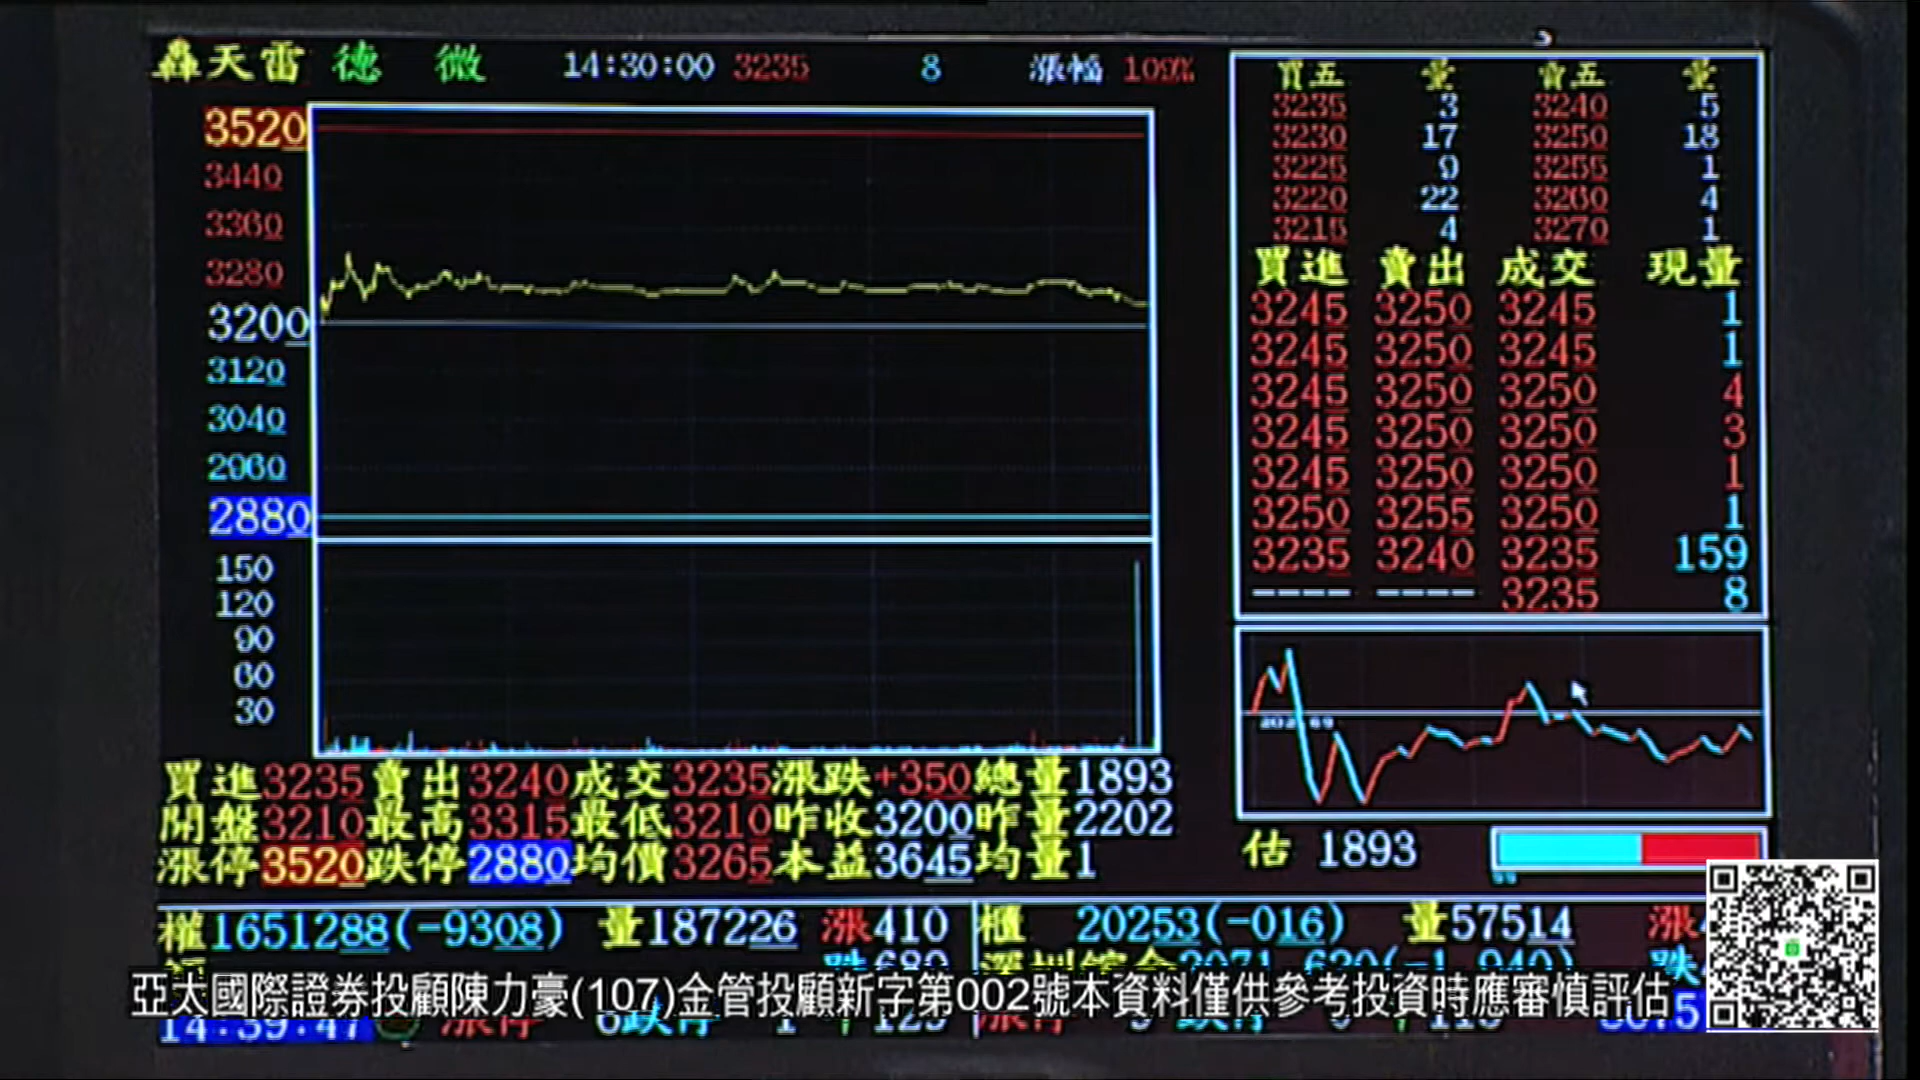 轟天雷 德 微 14:30:00 3235 8 漲幅 109%
3520
3440
3360
3280
3200
3120
3040
2960
2880
150
120
90
60
30
買五 量 賣五 量
3235 3 3240 5
3230 17 3250 18
3225 9 3255 1
3220 22 3260 4
3215 4 3270 1
買進 賣出 成交 現量
3245 3250 3245 1
3245 3250 3245 1
3245 3250 3250 4
3245 3250 3250 3
3245 3250 3250 1
3250 3255 3250 1
3235 3240 3235 159
---- ---- 3235 8
買進3235賣出3240成交3235漲跌+350總量1893
開盤3210最高3315最低3210昨收3200昨量2202
漲停3520跌停2880均價3265本益3645均量1
估 1893
權1651288(-9308) 量187226 漲410
櫃 20253(-016) 量57514 漲
亞太國際證券投顧陳力豪(107)金管投顧新字第002號本資料僅供參考投資時應審慎評估
14:39:47